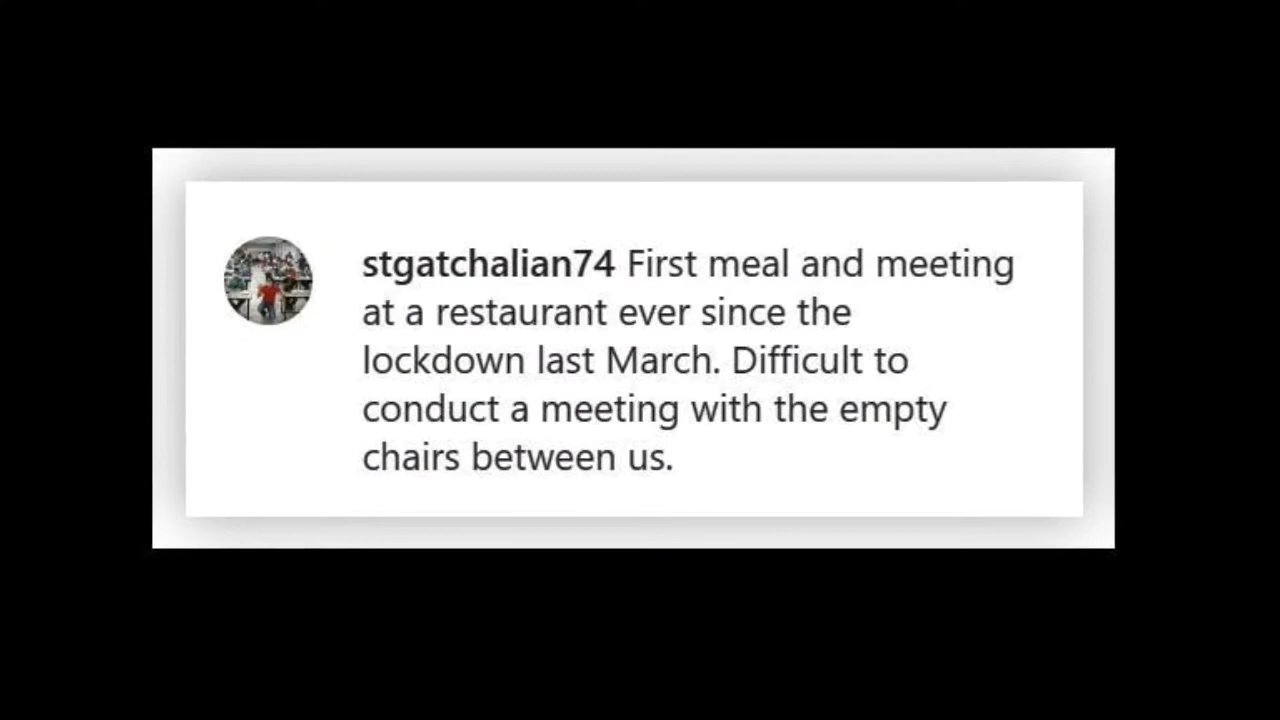 stgatchalian74 First meal and meeting
at a restaurant ever since the
lockdown last March. Difficult to
conduct a meeting with the empty
chairs between us.